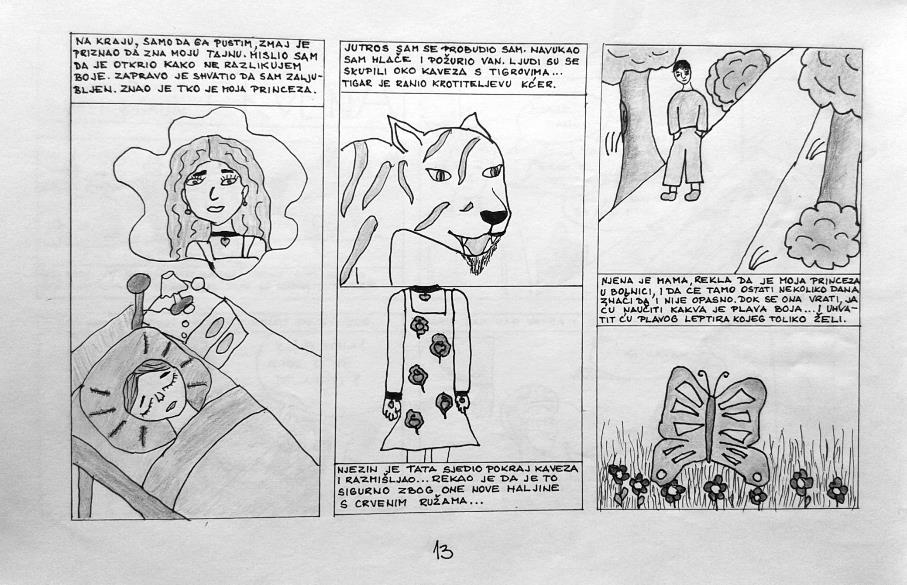 NA KRAJU, SAMO DA GA PUSTIM, ZMAJ JE
PRIZNAO DA ZNA MOJU TAJNU. MISLIO SAM
DA JE OTKRIO KAKO NE RAZLIKUJEM
BOJE. ZAPRAVO JE SHVATIO DA SAM ZALJU-
BLJEN. ZNAO JE TKO JE MOJA PRINCEZA.
JUTROS SAM SE PROBUDIO SAM. NAVUKAO
SAM HLAČE I POŽURIO VAN. LJUDI SU SE
SKUPILI OKO KAVEZA S TIGROVIMA...
TIGAR JE RANIO KROTITELJEVU KĆER.
NJEZIN JE TATA SJEDIO POKRAJ KAVEZA
I RAZMIŠLJAO... REKAO JE DA JE TO
SIGURNO ZBOG ONE NOVE HALJINE
S CRVENIM RUŽAMA...
NJENA JE MAMA, REKLA DA JE MOJA PRINCEZA
U BOLNICI, I DA ĆE TAMO OSTATI NEKOLIKO DANA,
ZNAČI DA I NIJE OPASNO. DOK SE ONA VRATI, JA
ĆU NAUČITI KAKVA JE PLAVA BOJA... I UHVA-
TIT ĆU PLAVOG LEPTIRA KOJEG TOLIKO ŽELI.
13